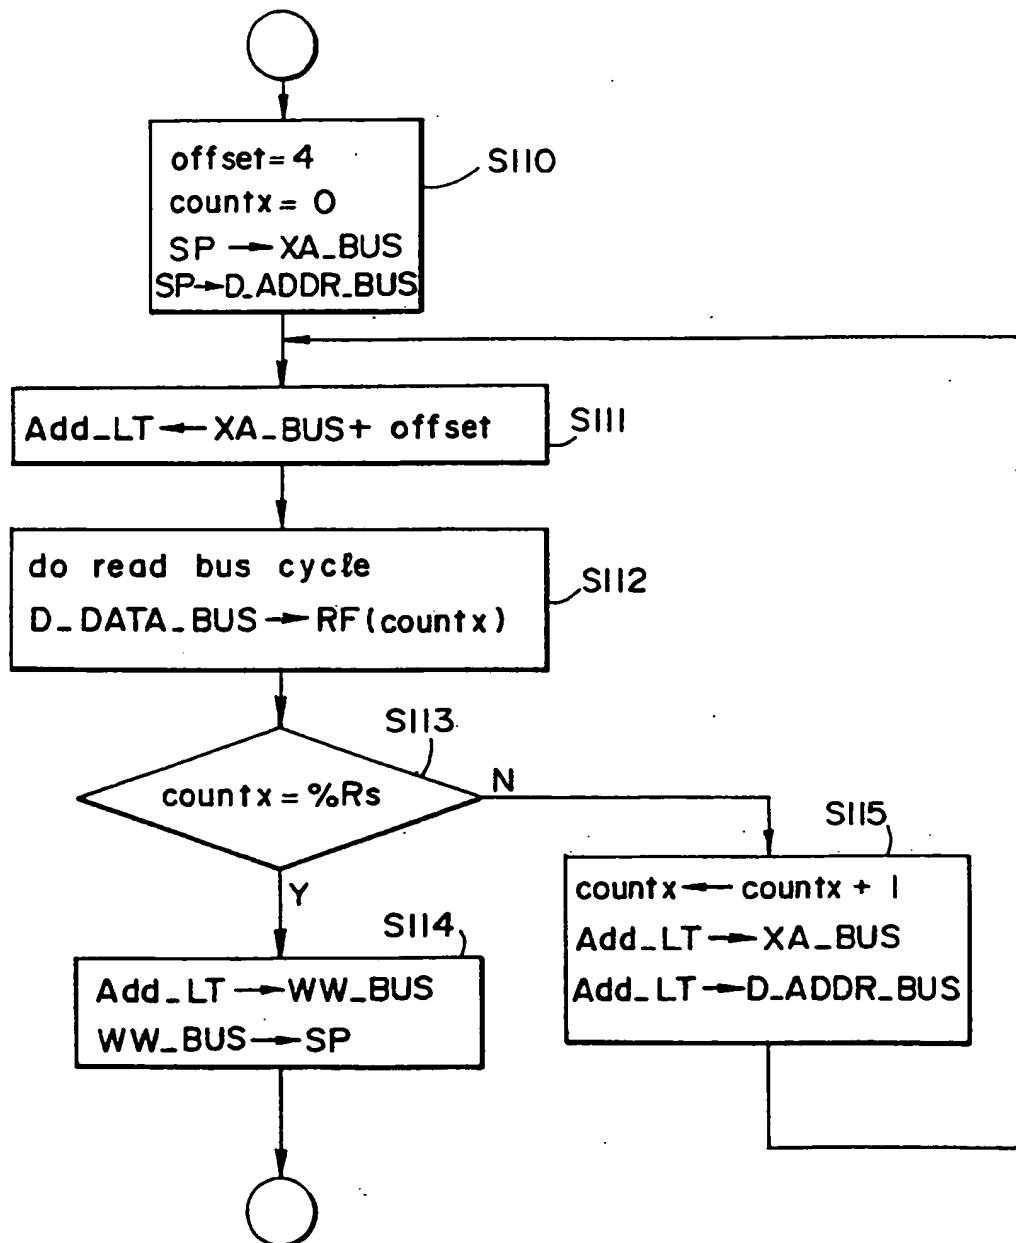 offset=4
countx=0
SP→XA_BUS
SP→D_ADDR_BUS
S110
Add_LT←XA_BUS+ offset
S111
do read bus cycle
D_DATA_BUS→RF(countx)
S112
S113
countx=%Rs
N
Y
S115
countx←countx+1
Add_LT→XA_BUS
Add_LT→D_ADDR_BUS
S114
Add_LT→WW_BUS
WW_BUS→SP